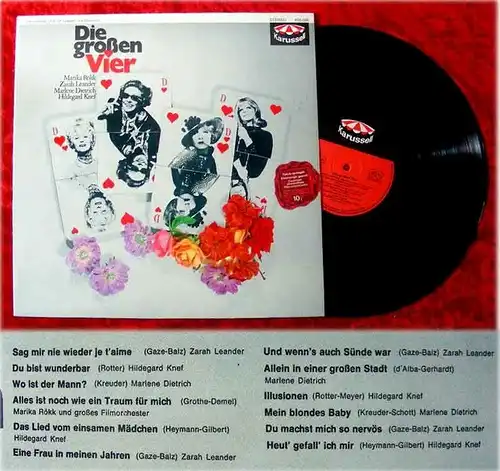 Die
großen
Vier
Marika Rökk
Zarah Leander
Marlene Dietrich
Hildegard Knef
STEREO
Karussell
D
D
D
D
10,-
Karussell
Sag mir nie wieder je t'aime (Gaze-Balz) Zarah Leander
Du bist wunderbar (Rotter) Hildegard Knef
Wo ist der Mann? (Kreuder) Marlene Dietrich
Alles ist noch wie ein Traum für mich (Grothe-Demel)
Marika Rökk und großes Filmorchester
Das Lied vom einsamen Mädchen (Heymann-Gilbert)
Hildegard Knef
Eine Frau in meinen Jahren (Gaze-Balz) Zarah Leander
Und wenn's auch Sünde war (Gaze-Balz) Zarah Leander
Allein in einer großen Stadt (d'Alba-Gerhardt)
Marlene Dietrich
Illusionen (Rotter-Meyer) Hildegard Knef
Mein blondes Baby (Kreuder-Schott) Marlene Dietrich
Du machst mich so nervös (Gaze-Balz) Zarah Leander
Heut' gefall' ich mir (Heymann-Gilbert) Hildegard Knef